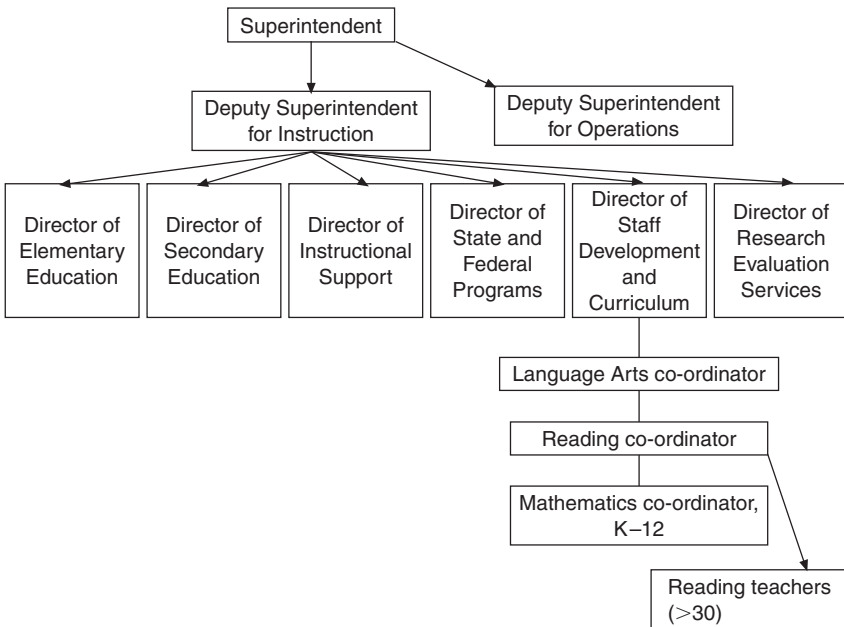 Superintendent
Deputy Superintendent
for Instruction
Deputy Superintendent
for Operations
Director of
Elementary
Education
Director of
Secondary
Education
Director of
Instructional
Support
Director of
State and
Federal
Programs
Director of
Staff
Development
and
Curriculum
Director of
Research
Evaluation
Services
Language Arts co-ordinator
Reading co-ordinator
Mathematics co-ordinator,
K–12
Reading teachers
(>30)